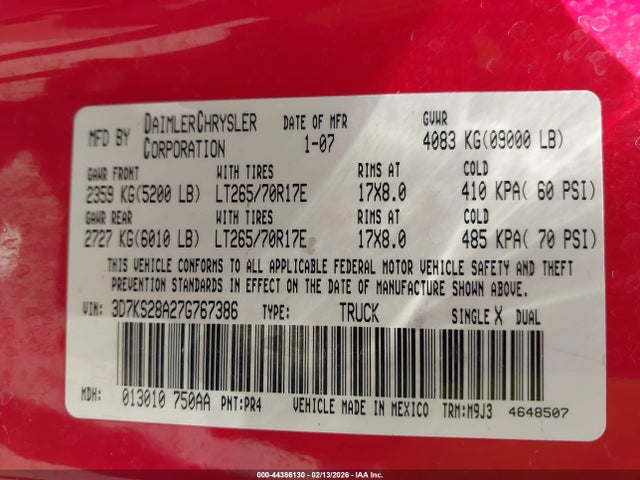 MFD BY DAIMLERCHRYSLER CORPORATION DATE OF MFR 1-07 GVWR 4083 KG(09000 LB)
GAWR FRONT WITH TIRES RIMS AT COLD
2359 KG(5200 LB) LT265/70R17E 17X8.0 410 KPA( 60 PSI)
GAWR REAR WITH TIRES RIMS AT COLD
2727 KG(6010 LB) LT265/70R17E 17X8.0 485 KPA( 70 PSI)
THIS VEHICLE CONFORMS TO ALL APPLICABLE FEDERAL MOTOR VEHICLE SAFETY AND THEFT
PREVENTION STANDARDS IN EFFECT ON THE DATE OF MANUFACTURE SHOWN ABOVE.
VIN: 3D7KS28A27G767386 TYPE: TRUCK SINGLE X DUAL
MDH: 013010 750AA PNT:PR4 VEHICLE MADE IN MEXICO TRM:M9J3 4648507
000-44386130 - 02/13/2026 - IAA Inc.